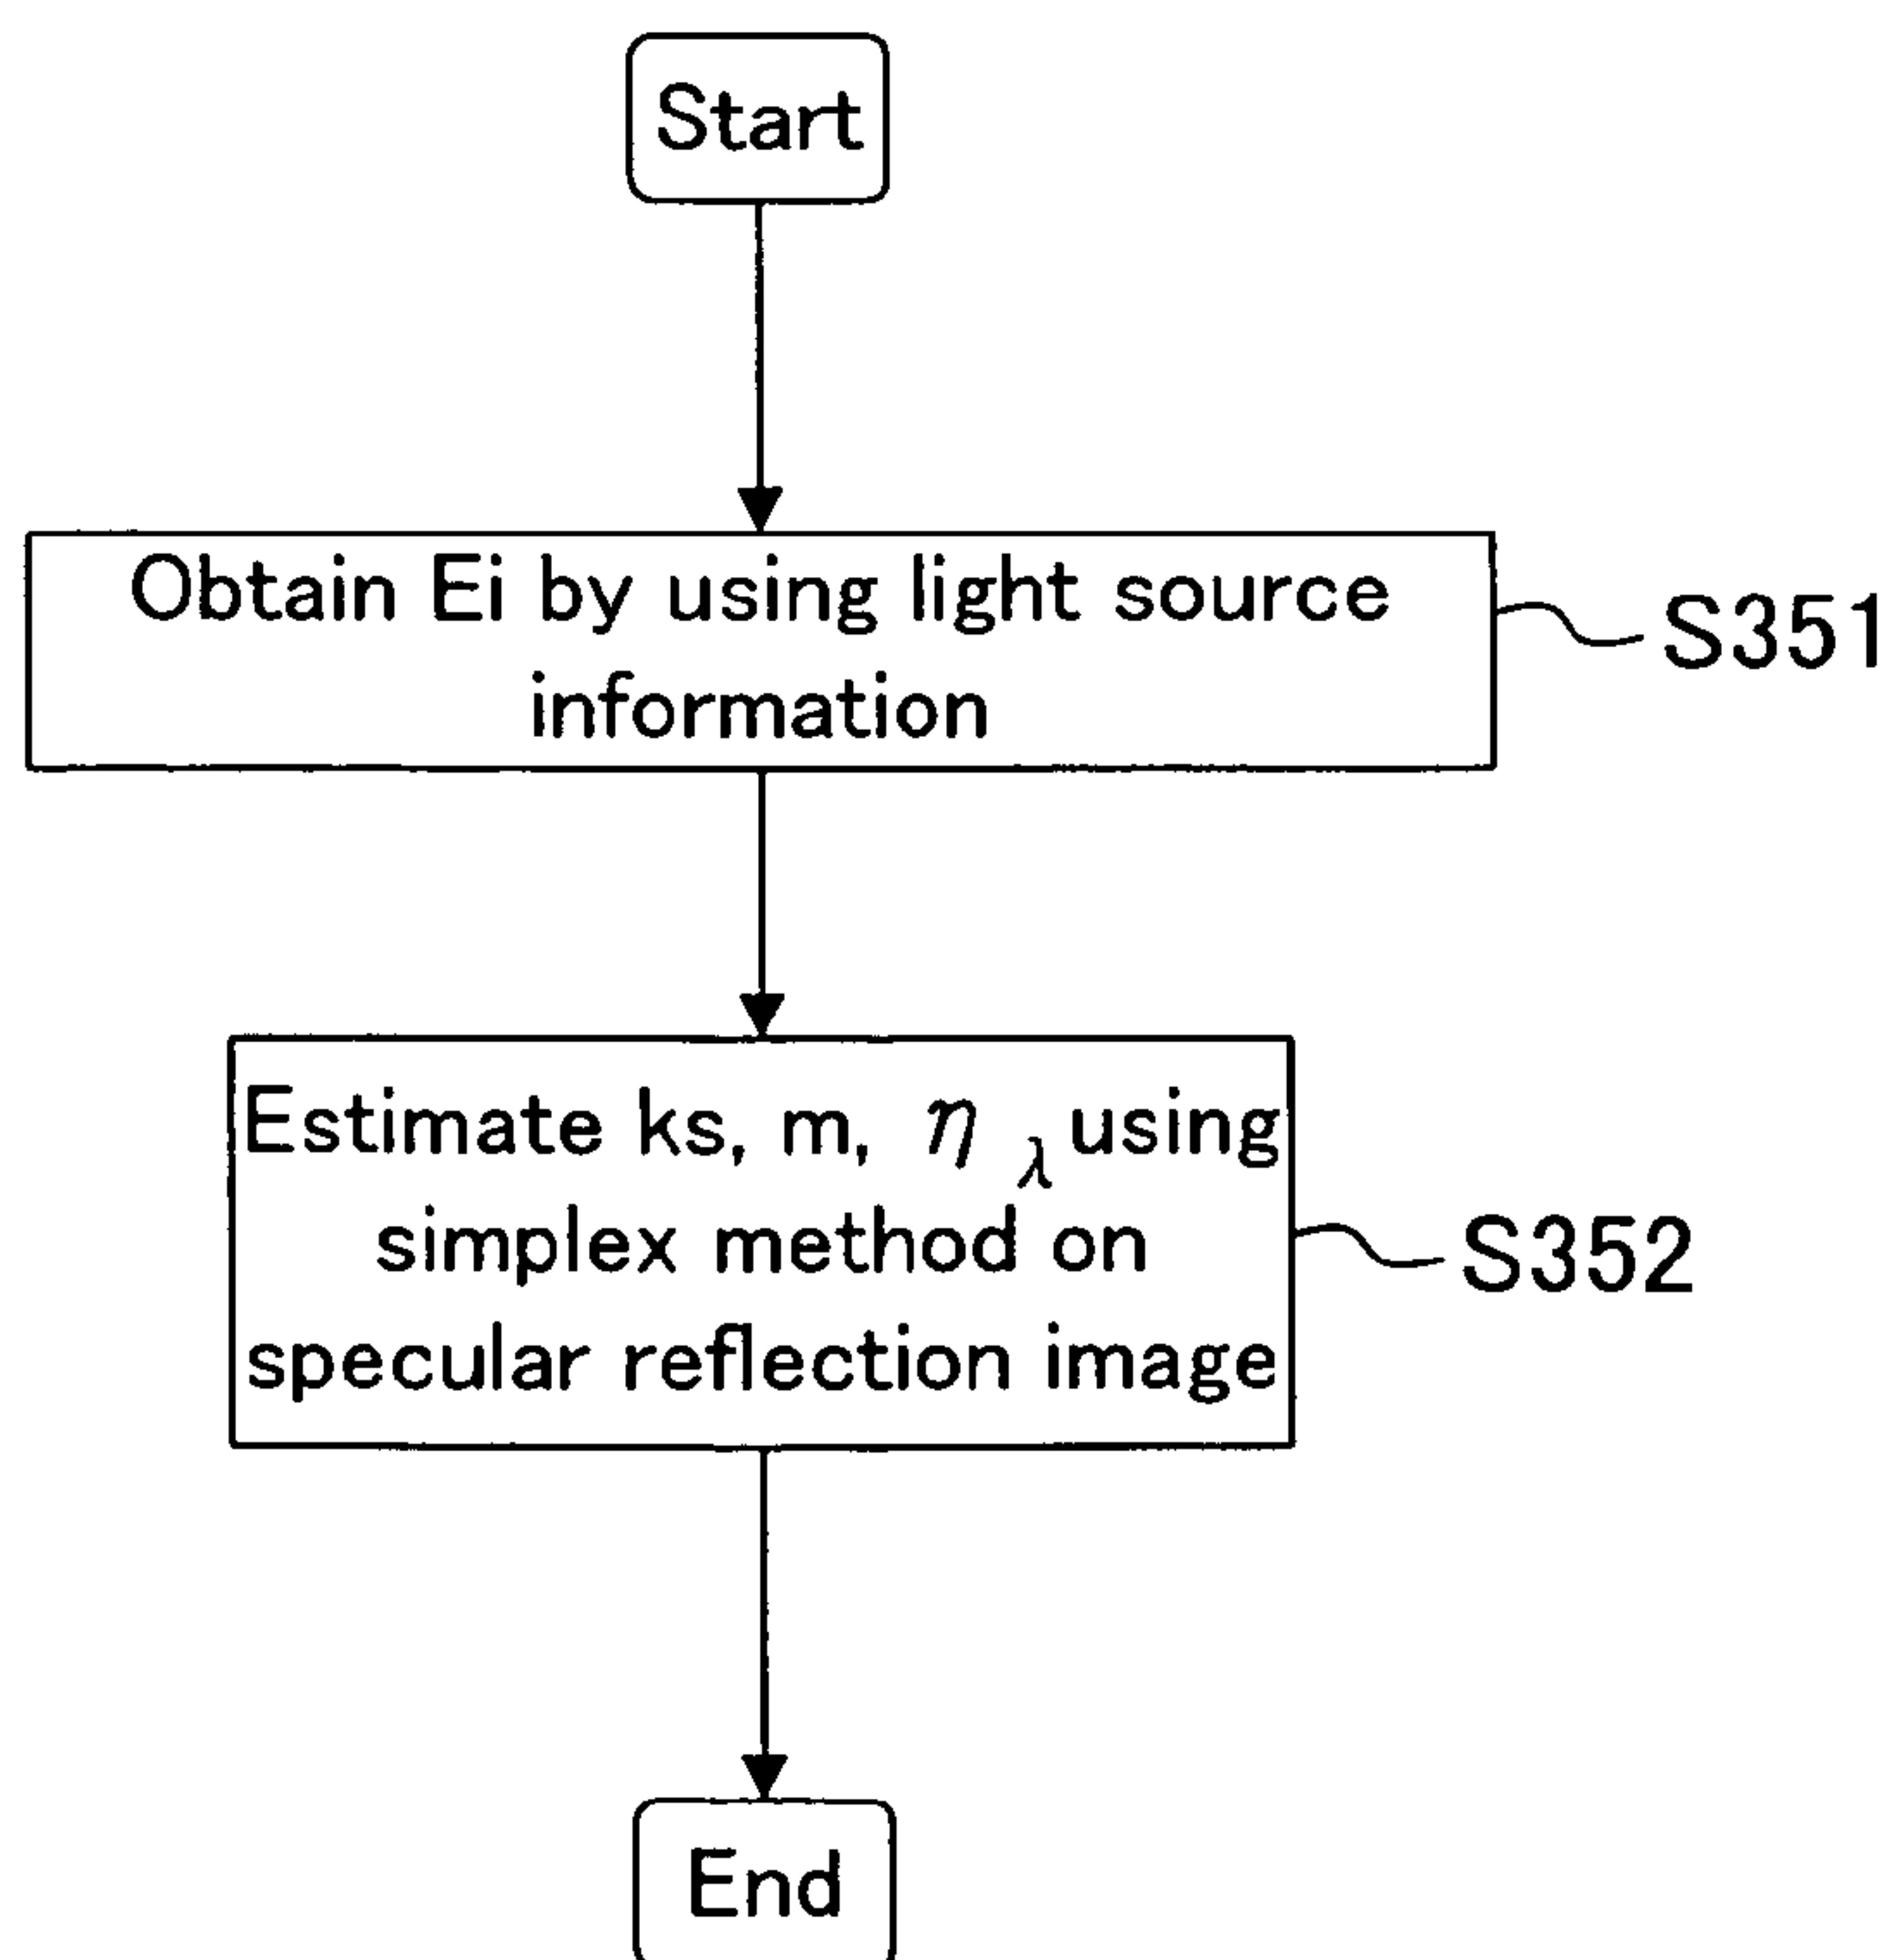 Start
Obtain Ei by using light source
information
S351
Estimate ks, m, η λ using
simplex method on
specular reflection image
S352
End